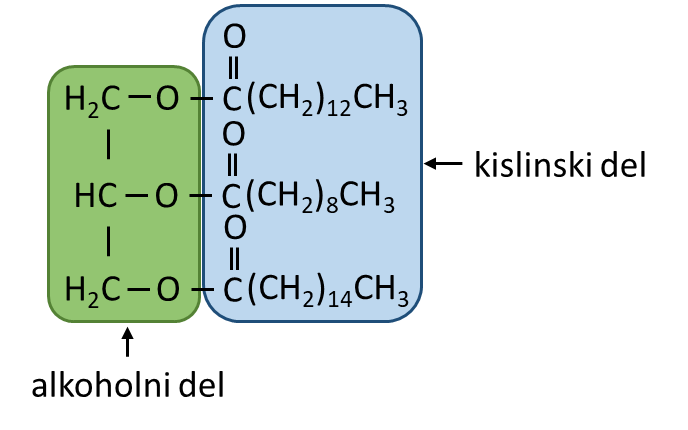 O
||
H₂C – O – C(CH₂)₁₂CH₃
| O
||
HC – O – C(CH₂)₈CH₃
| O
||
H₂C – O – C(CH₂)₁₄CH₃
kislinski del
alkoholni del